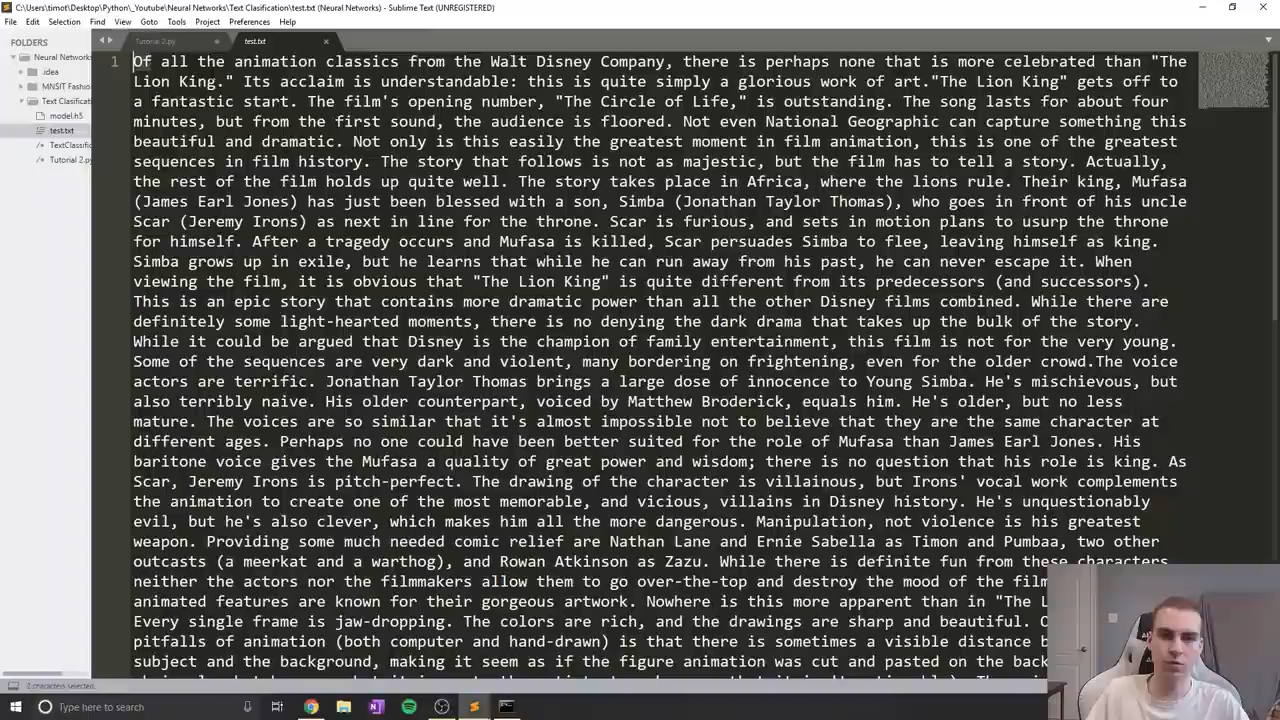 C:\Users\timot\Desktop\Python\_Youtube\Neural Networks\Text Clasification\test.txt (Neural Networks) - Sublime Text (UNREGISTERED)
File Edit Selection Find View Goto Tools Project Preferences Help
FOLDERS
Neural Networks
.idea
MNSIT Fashio
Text Clasificati
model.h5
test.txt
TextClassific
Tutorial 2.py
Tutorial 2.py
test.txt
1
Of all the animation classics from the Walt Disney Company, there is perhaps none that is more celebrated than "The
Lion King." Its acclaim is understandable: this is quite simply a glorious work of art."The Lion King" gets off to
a fantastic start. The film's opening number, "The Circle of Life," is outstanding. The song lasts for about four
minutes, but from the first sound, the audience is floored. Not even National Geographic can capture something this
beautiful and dramatic. Not only is this easily the greatest moment in film animation, this is one of the greatest
sequences in film history. The story that follows is not as majestic, but the film has to tell a story. Actually,
the rest of the film holds up quite well. The story takes place in Africa, where the lions rule. Their king, Mufasa
(James Earl Jones) has just been blessed with a son, Simba (Jonathan Taylor Thomas), who goes in front of his uncle
Scar (Jeremy Irons) as next in line for the throne. Scar is furious, and sets in motion plans to usurp the throne
for himself. After a tragedy occurs and Mufasa is killed, Scar persuades Simba to flee, leaving himself as king.
Simba grows up in exile, but he learns that while he can run away from his past, he can never escape it. When
viewing the film, it is obvious that "The Lion King" is quite different from its predecessors (and successors).
This is an epic story that contains more dramatic power than all the other Disney films combined. While there are
definitely some light-hearted moments, there is no denying the dark drama that takes up the bulk of the story.
While it could be argued that Disney is the champion of family entertainment, this film is not for the very young.
Some of the sequences are very dark and violent, many bordering on frightening, even for the older crowd.The voice
actors are terrific. Jonathan Taylor Thomas brings a large dose of innocence to Young Simba. He's mischievous, but
also terribly naive. His older counterpart, voiced by Matthew Broderick, equals him. He's older, but no less
mature. The voices are so similar that it's almost impossible not to believe that they are the same character at
different ages. Perhaps no one could have been better suited for the role of Mufasa than James Earl Jones. His
baritone voice gives the Mufasa a quality of great power and wisdom; there is no question that his role is king. As
Scar, Jeremy Irons is pitch-perfect. The drawing of the character is villainous, but Irons' vocal work complements
the animation to create one of the most memorable, and vicious, villains in Disney history. He's unquestionably
evil, but he's also clever, which makes him all the more dangerous. Manipulation, not violence is his greatest
weapon. Providing some much needed comic relief are Nathan Lane and Ernie Sabella as Timon and Pumbaa, two other
outcasts (a meerkat and a warthog), and Rowan Atkinson as Zazu. While there is definite fun from these characters,
neither the actors nor the filmmakers allow them to go over-the-top and destroy the mood of the film
animated features are known for their gorgeous artwork. Nowhere is this more apparent than in "The L
Every single frame is jaw-dropping. The colors are rich, and the drawings are sharp and beautiful. O
pitfalls of animation (both computer and hand-drawn) is that there is sometimes a visible distance b
subject and the background, making it seem as if the figure animation was cut and pasted on the back
2 characters selected
Type here to search